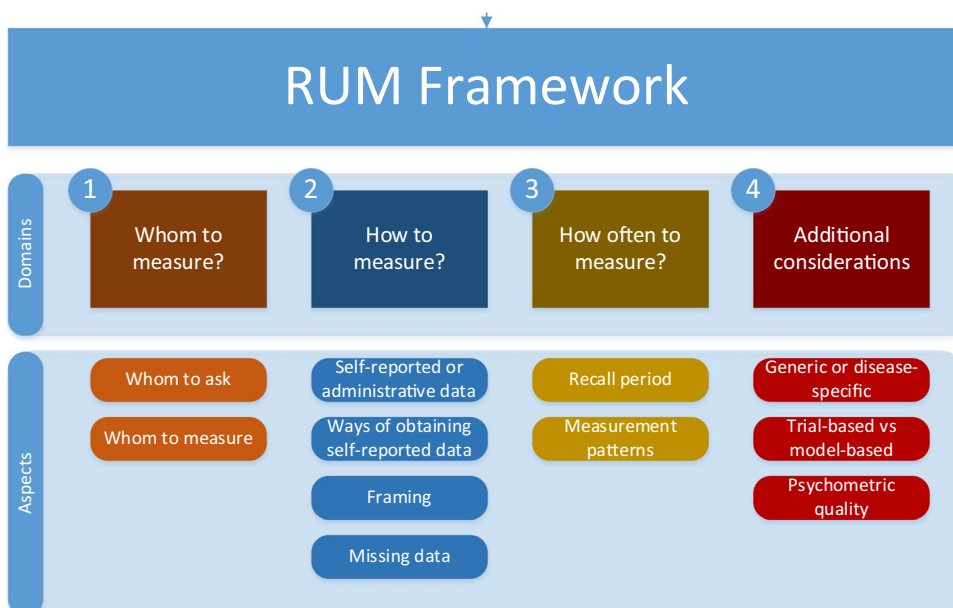 RUM Framework
Domains
1
Whom to
measure?
2
How to
measure?
3
How often to
measure?
4
Additional
considerations
Aspects
Whom to ask
Whom to measure
Self-reported or
administrative data
Ways of obtaining
self-reported data
Framing
Missing data
Recall period
Measurement
patterns
Generic or disease-
specific
Trial-based vs
model-based
Psychometric
quality